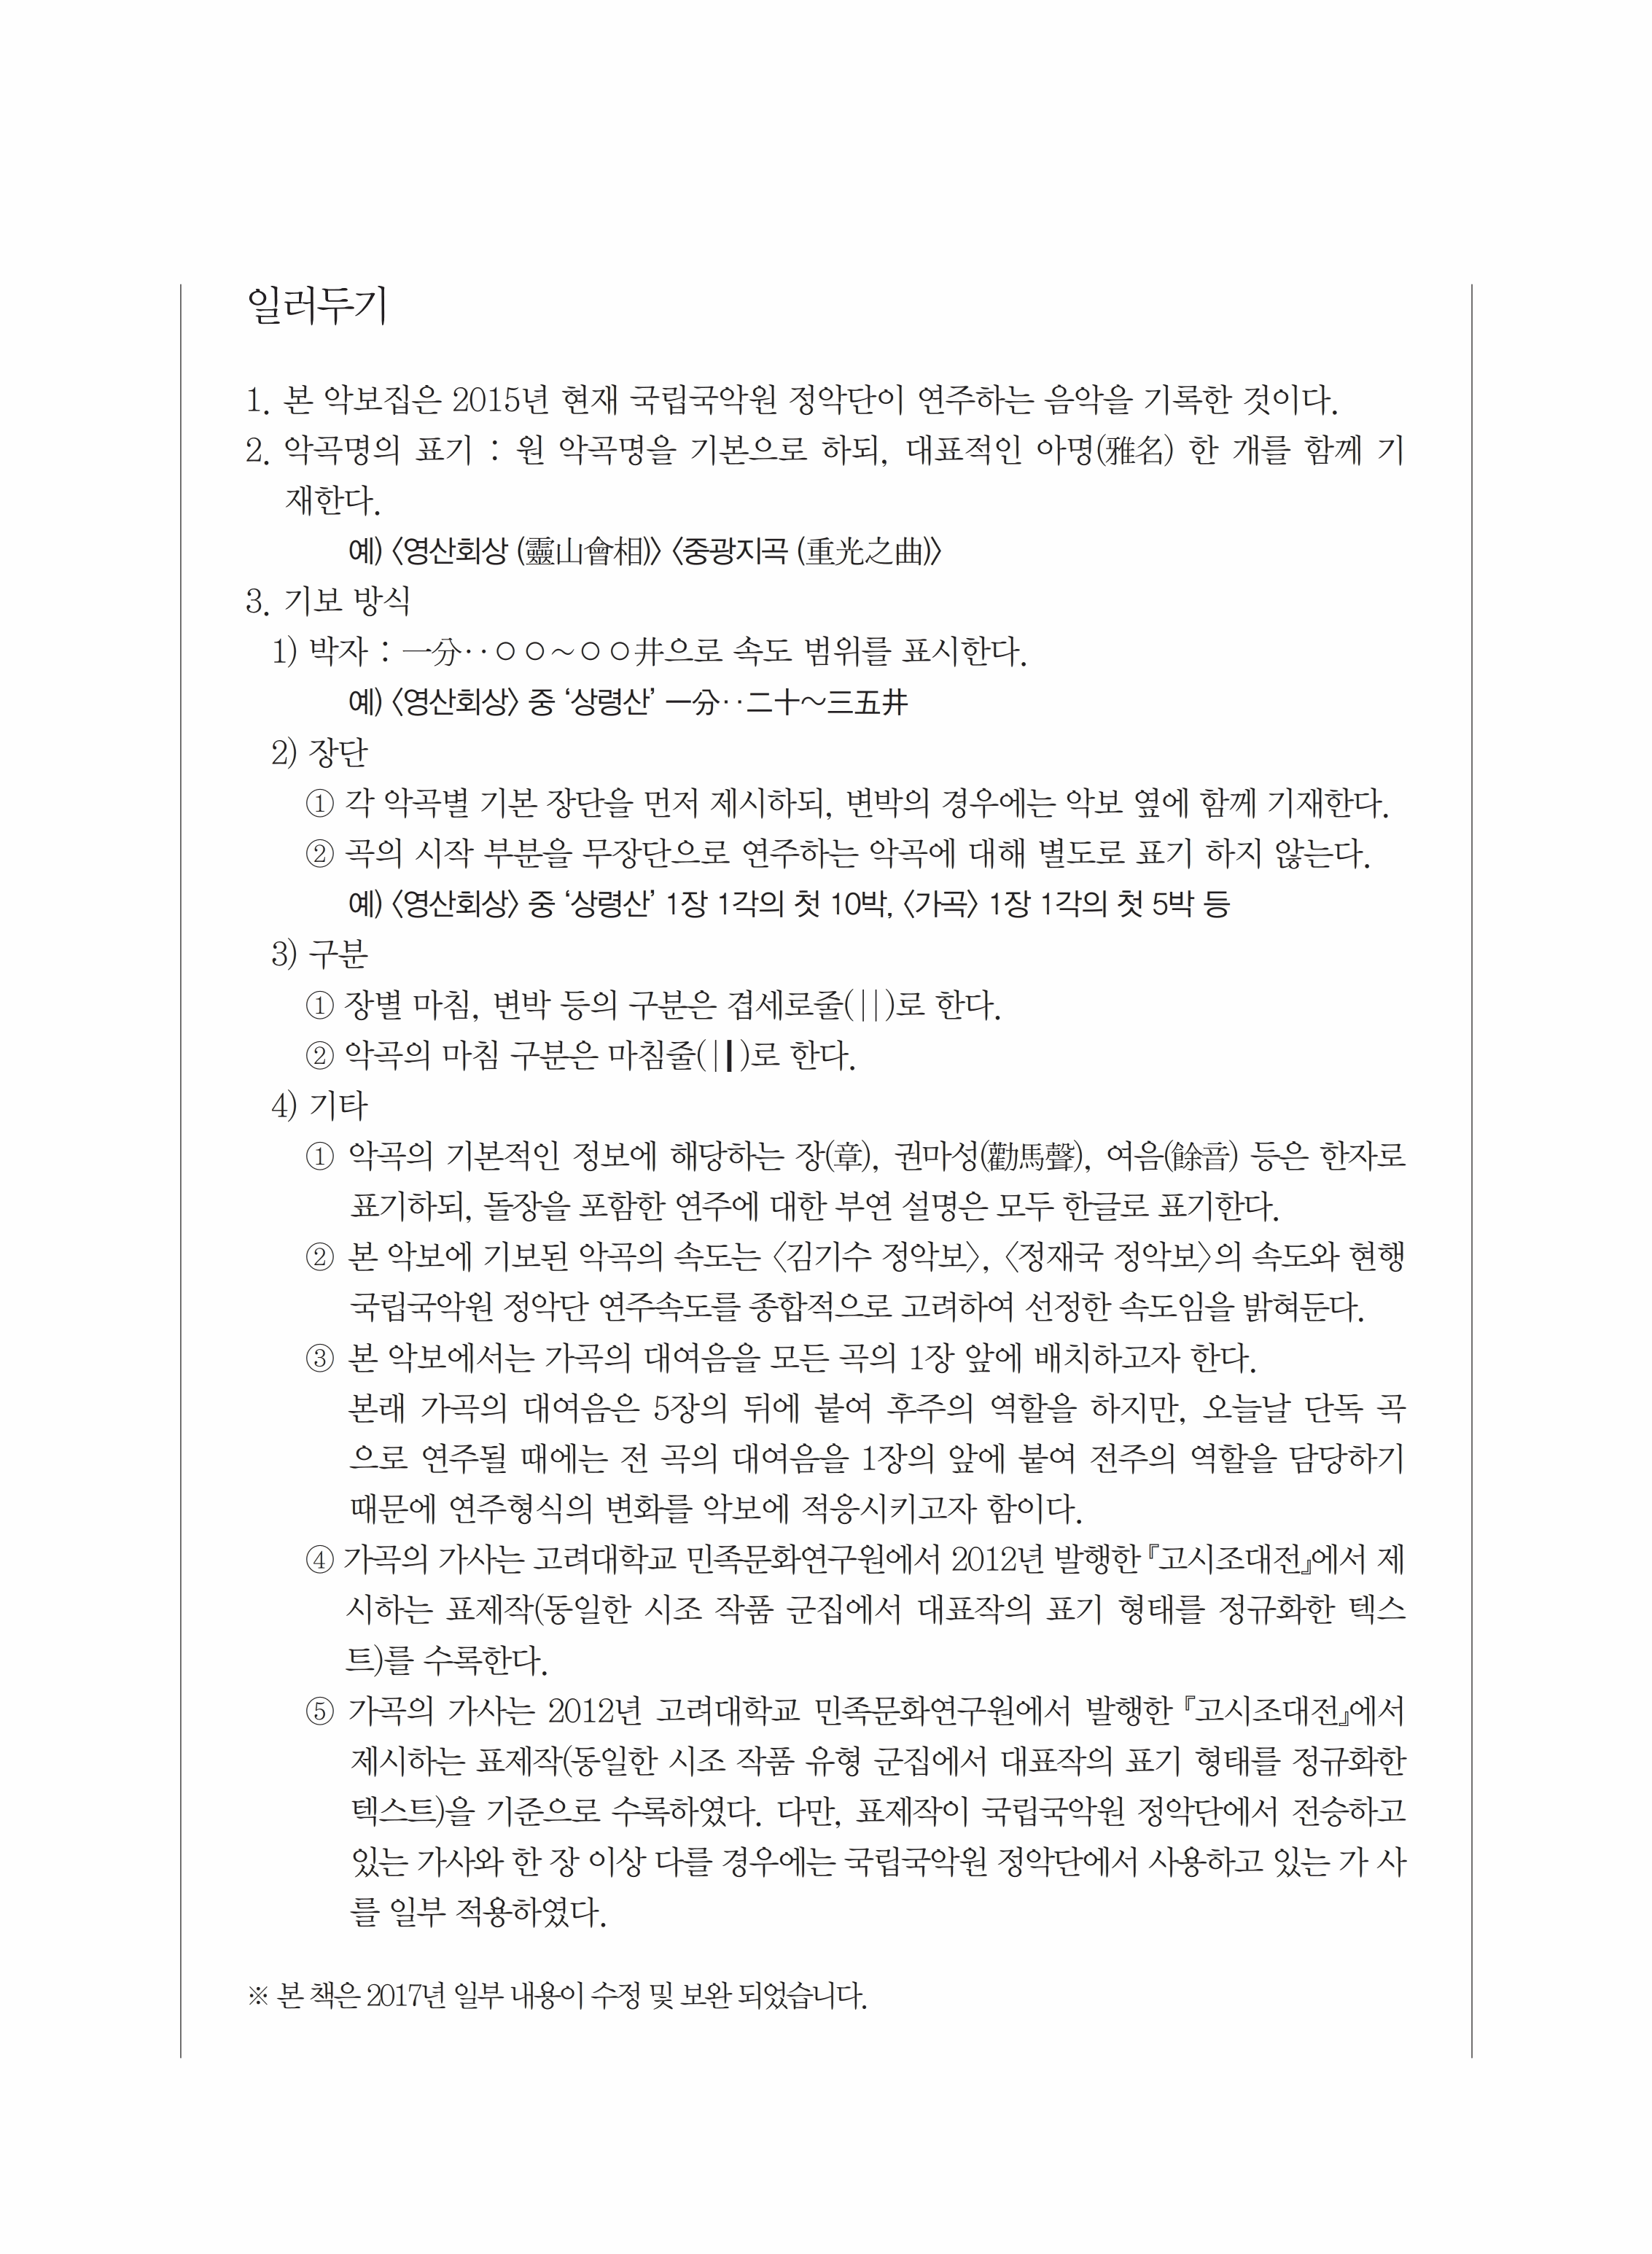 일러두기
1. 본 악보집은 2015년 현재 국립국악원 정악단이 연주하는 음악을 기록한 것이다.
2. 악곡명의 표기 : 원 악곡명을 기본으로 하되, 대표적인 아명(雅名) 한 개를 함께 기
재한다.
예) 〈영산회상 (靈山會相)〉 〈중광지곡 (重光之曲)〉
3. 기보 방식
1) 박자 : 一分‥○○~○○井으로 속도 범위를 표시한다.
예) 〈영산회상〉 중 ‘상령산’ 一分‥二十~三五井
2) 장단
① 각 악곡별 기본 장단을 먼저 제시하되, 변박의 경우에는 악보 옆에 함께 기재한다.
② 곡의 시작 부분을 무장단으로 연주하는 악곡에 대해 별도로 표기 하지 않는다.
예) 〈영산회상〉 중 ‘상령산’ 1장 1각의 첫 10박, 〈가곡〉 1장 1각의 첫 5박 등
3) 구분
① 장별 마침, 변박 등의 구분은 겹세로줄(||)로 한다.
② 악곡의 마침 구분은 마침줄(|┃)로 한다.
4) 기타
① 악곡의 기본적인 정보에 해당하는 장(章), 권마성(勸馬聲), 여음(餘音) 등은 한자로
표기하되, 돌장을 포함한 연주에 대한 부연 설명은 모두 한글로 표기한다.
② 본 악보에 기보된 악곡의 속도는 〈김기수 정악보〉, 〈정재국 정악보〉의 속도와 현행
국립국악원 정악단 연주속도를 종합적으로 고려하여 선정한 속도임을 밝혀둔다.
③ 본 악보에서는 가곡의 대여음을 모든 곡의 1장 앞에 배치하고자 한다.
본래 가곡의 대여음은 5장의 뒤에 붙여 후주의 역할을 하지만, 오늘날 단독 곡
으로 연주될 때에는 전 곡의 대여음을 1장의 앞에 붙여 전주의 역할을 담당하기
때문에 연주형식의 변화를 악보에 적응시키고자 함이다.
④ 가곡의 가사는 고려대학교 민족문화연구원에서 2012년 발행한『고시조대전』에서 제
시하는 표제작(동일한 시조 작품 군집에서 대표작의 표기 형태를 정규화한 텍스
트)를 수록한다.
⑤ 가곡의 가사는 2012년 고려대학교 민족문화연구원에서 발행한『고시조대전』에서
제시하는 표제작(동일한 시조 작품 유형 군집에서 대표작의 표기 형태를 정규화한
텍스트)을 기준으로 수록하였다. 다만, 표제작이 국립국악원 정악단에서 전승하고
있는 가사와 한 장 이상 다를 경우에는 국립국악원 정악단에서 사용하고 있는 가 사
를 일부 적용하였다.
※ 본 책은 2017년 일부 내용이 수정 및 보완 되었습니다.